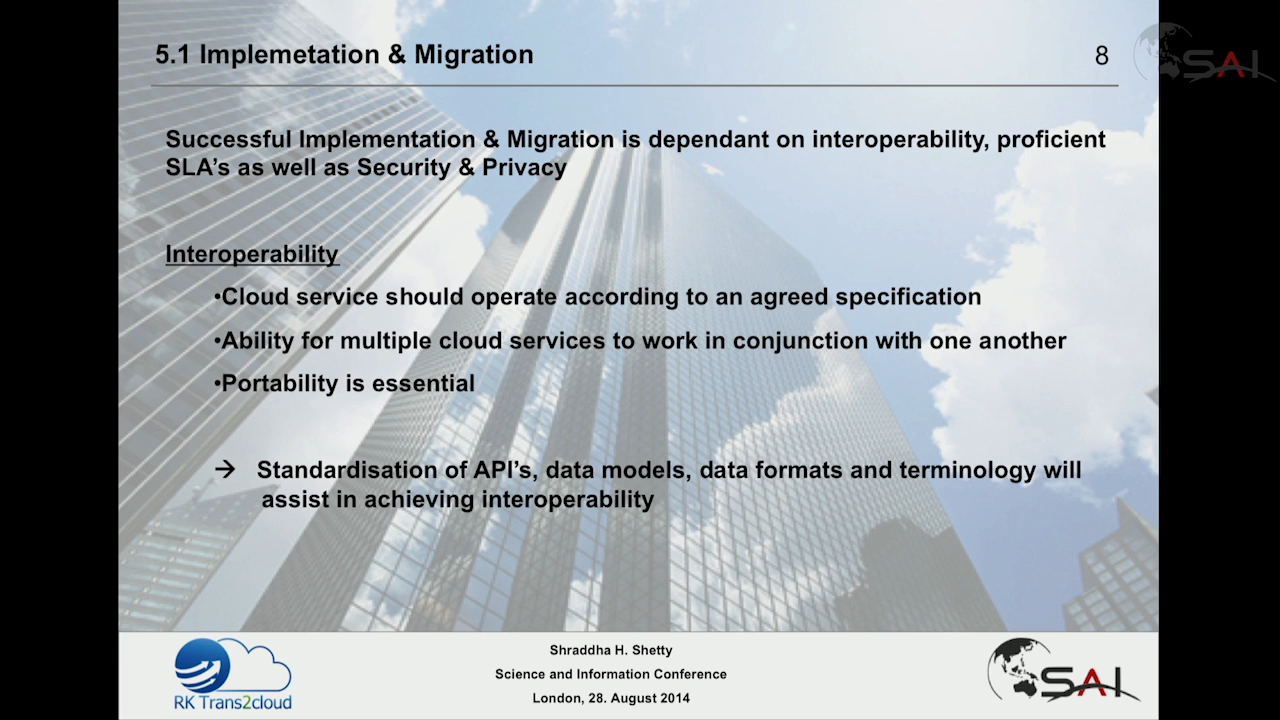 5.1 Implemetation & Migration
8
SAI
Successful Implementation & Migration is dependant on interoperability, proficient
SLA’s as well as Security & Privacy
Interoperability
•Cloud service should operate according to an agreed specification
•Ability for multiple cloud services to work in conjunction with one another
•Portability is essential
→ Standardisation of API’s, data models, data formats and terminology will
assist in achieving interoperability
RK Trans2cloud
Shraddha H. Shetty
Science and Information Conference
London, 28. August 2014
SAI